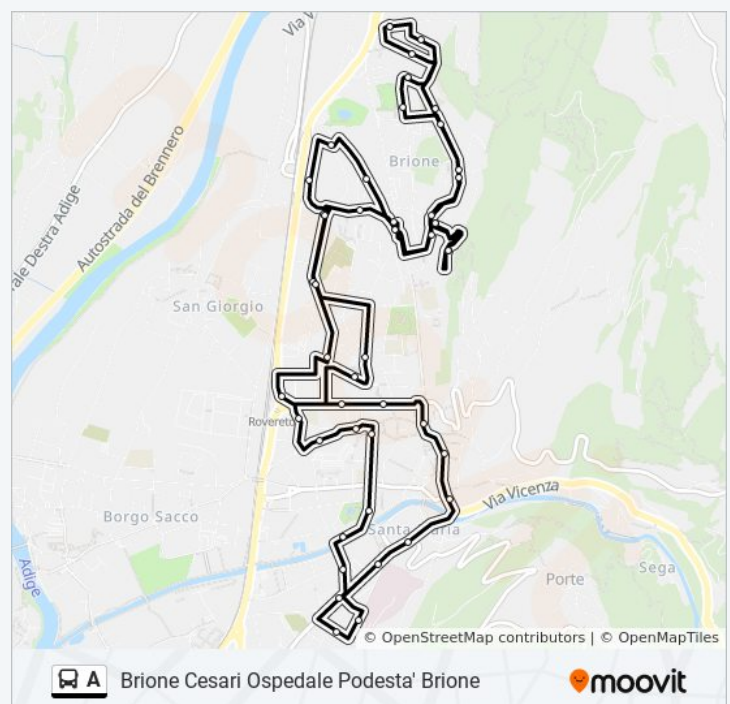 Via V
Autostrada del Brennero
ale Destra Adige
Brione
San Giorgio
Rovereto
Via Vicenza
Borgo Sacco
Santa Maria
Sega
Adige
Porte
© OpenStreetMap contributors | © OpenMapTiles
A Brione Cesari Ospedale Podesta' Brione
moovit